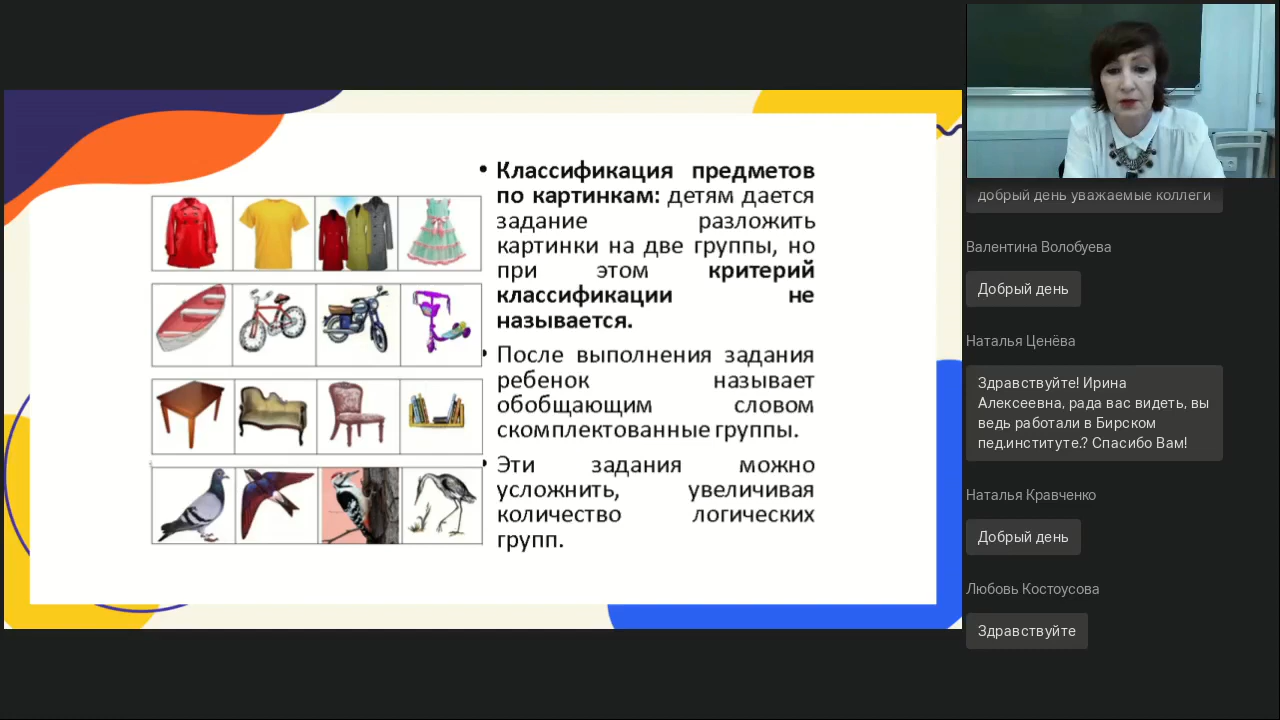 Классификация предметов
по картинкам: детям дается
задание разложить
картинки на две группы, но
при этом критерий
классификации не
называется.
После выполнения задания
ребенок называет
обобщающим словом
скомплектованные группы.
Эти задания можно
усложнить, увеличивая
количество логических
групп.
добрый день уважаемые коллеги
Валентина Волобуева
Добрый день
Наталья Ценёва
Здравствуйте! Ирина
Алексеевна, рада вас видеть, вы
ведь работали в Бирском
пед.институте.? Спасибо Вам!
Наталья Кравченко
Добрый день
Любовь Костоусова
Здравствуйте